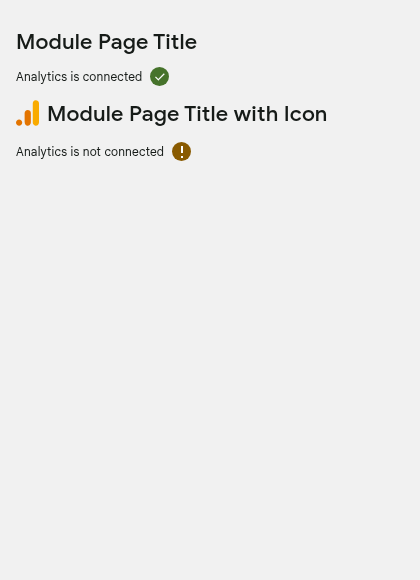 Module Page Title
Analytics is connected
Module Page Title with Icon
Analytics is not connected